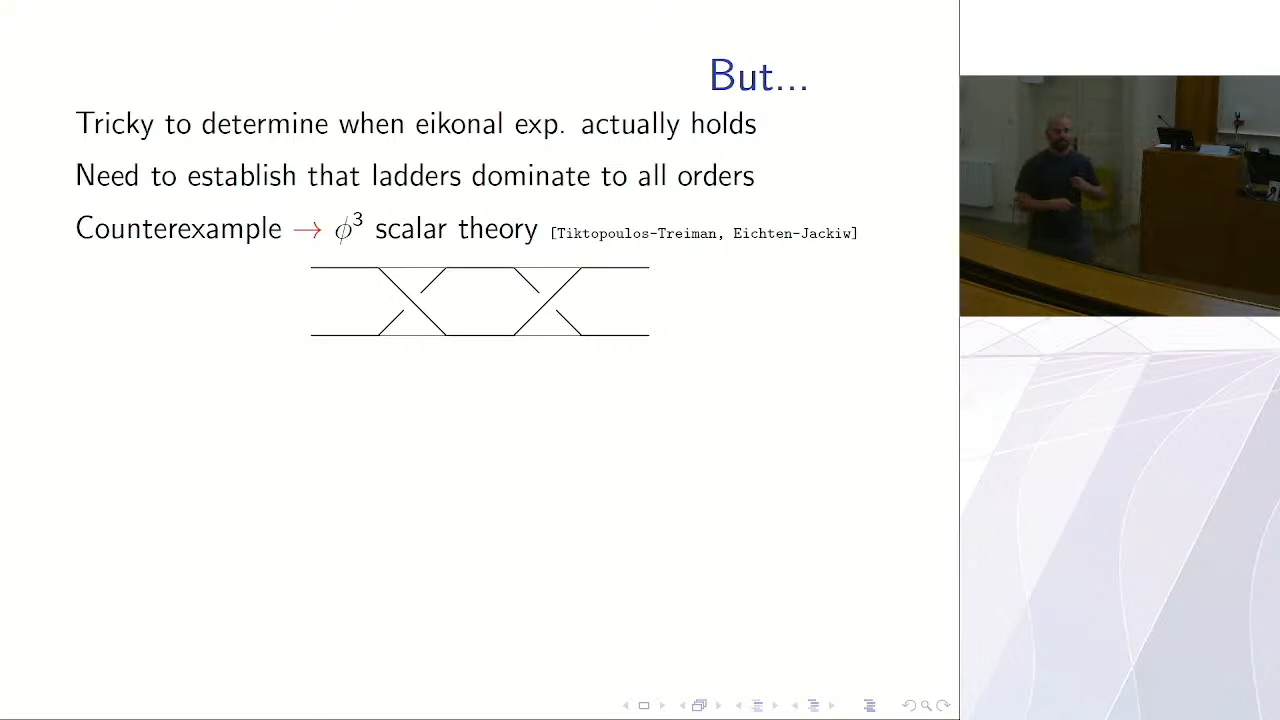 But...
Tricky to determine when eikonal exp. actually holds
Need to establish that ladders dominate to all orders
Counterexample → ϕ³ scalar theory [Tiktopoulos-Treiman, Eichten-Jackiw]